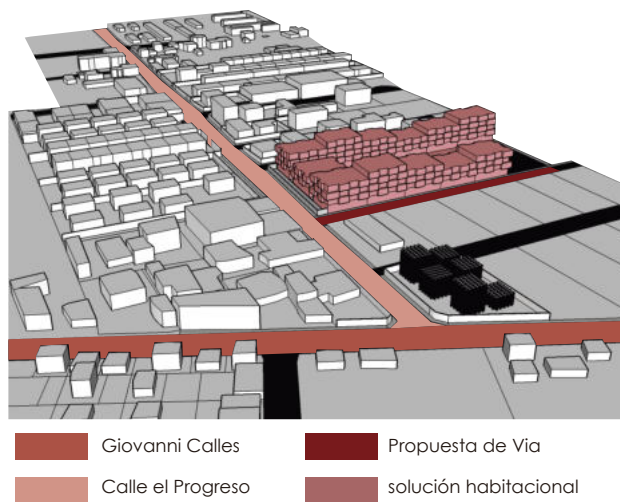 Giovanni Calles
Propuesta de Via
Calle el Progreso
solución habitacional